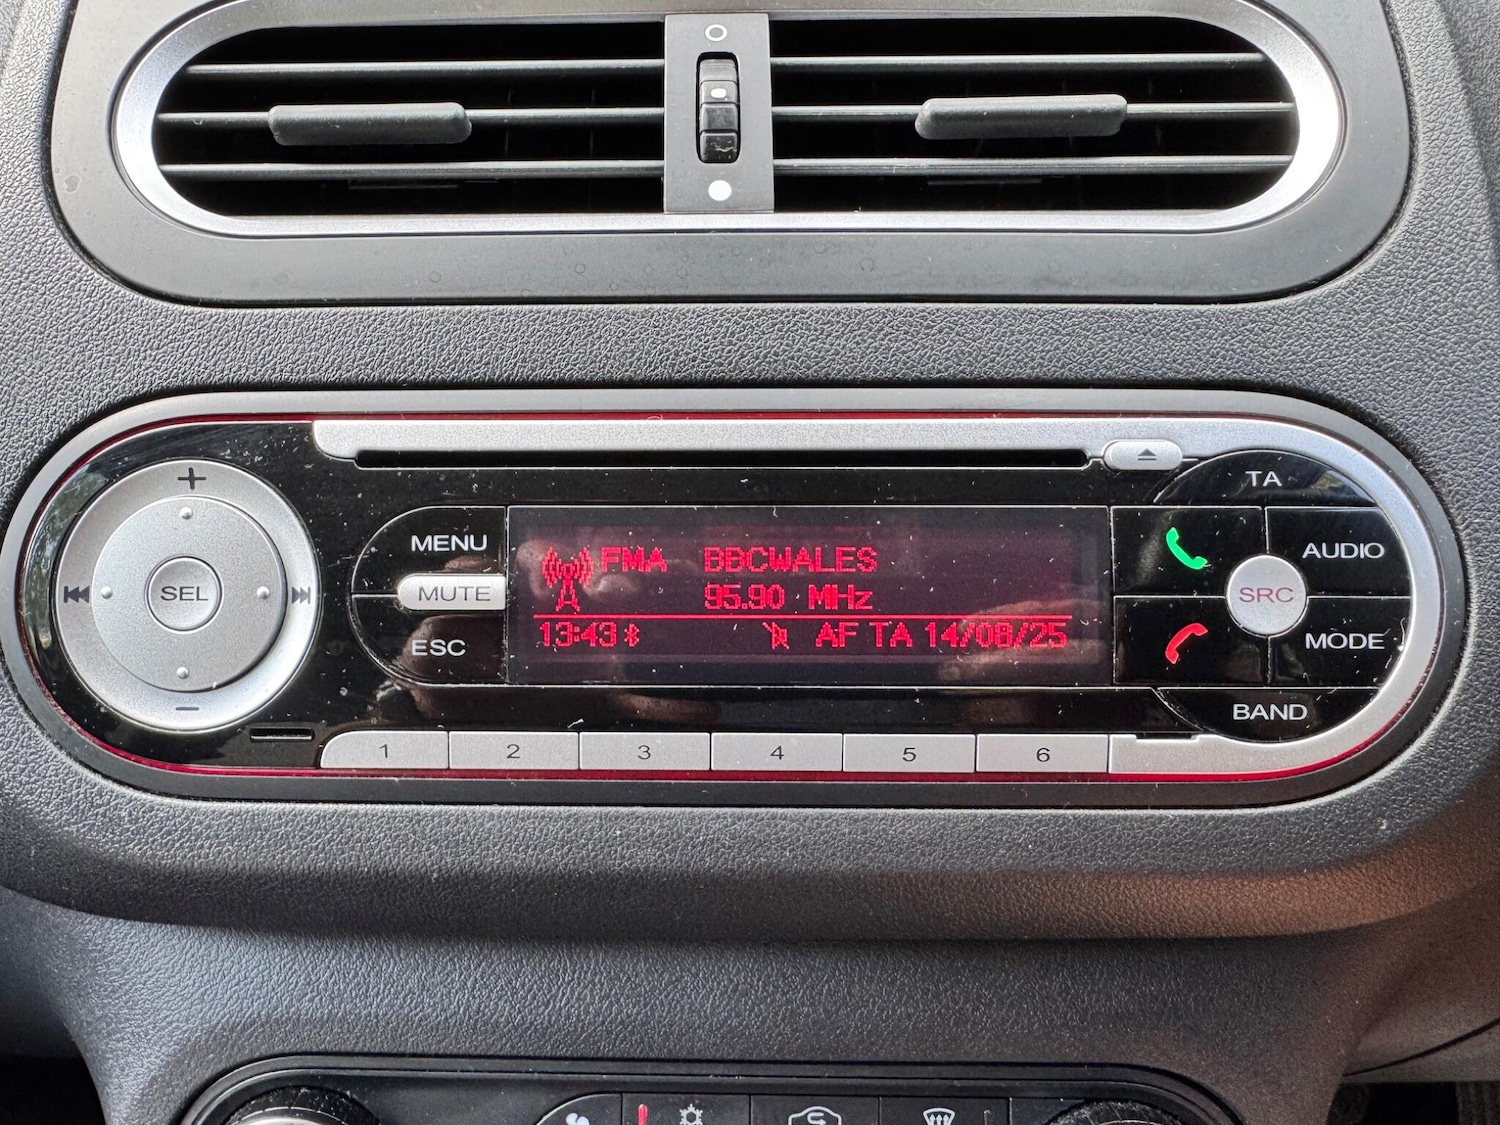 TA
MENU
FMA BBCWALES
AUDIO
SEL
MUTE
95.90 MHz
SRC
13:43 AF TA 14/08/25
ESC
MODE
BAND
1 2 3 4 5 6